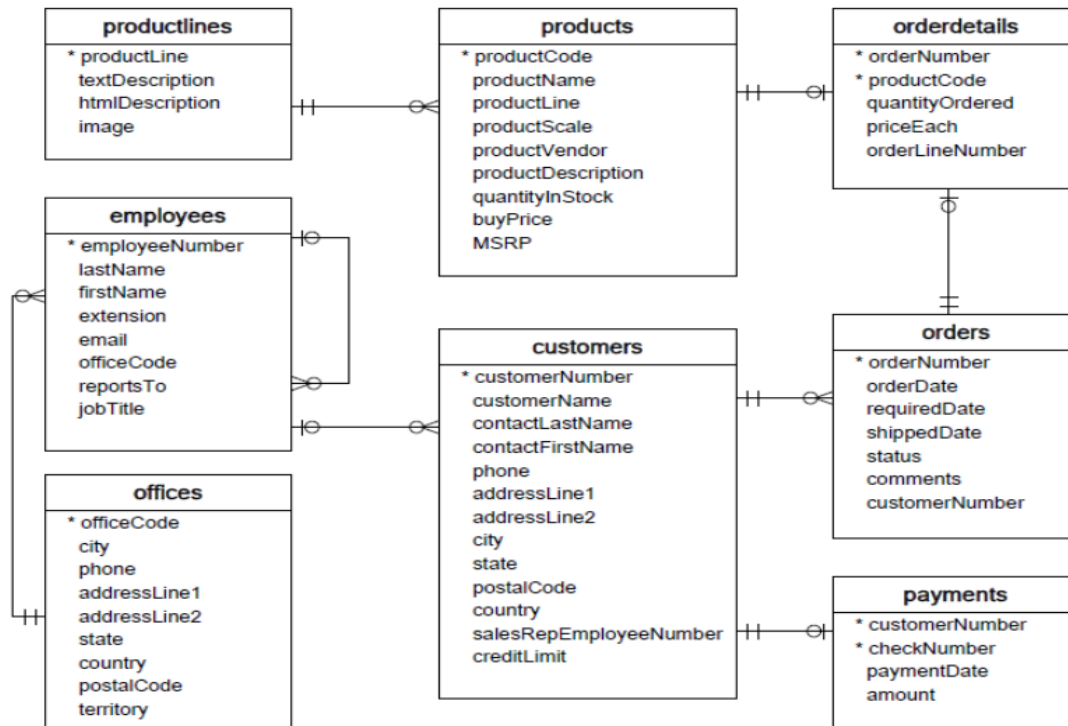 productlines
* productLine
textDescription
htmlDescription
image
products
* productCode
productName
productLine
productScale
productVendor
productDescription
quantityInStock
buyPrice
MSRP
orderdetails
* orderNumber
* productCode
quantityOrdered
priceEach
orderLineNumber
employees
* employeeNumber
lastName
firstName
extension
email
officeCode
reportsTo
jobTitle
customers
* customerNumber
customerName
contactLastName
contactFirstName
phone
addressLine1
addressLine2
city
state
postalCode
country
salesRepEmployeeNumber
creditLimit
orders
* orderNumber
orderDate
requiredDate
shippedDate
status
comments
customerNumber
offices
* officeCode
city
phone
addressLine1
addressLine2
state
country
postalCode
territory
payments
* customerNumber
* checkNumber
paymentDate
amount